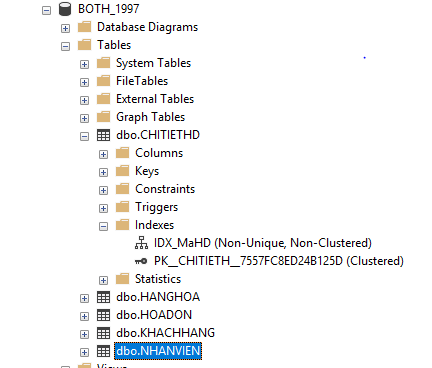 BOTH_1997
Database Diagrams
Tables
System Tables
FileTables
External Tables
Graph Tables
dbo.CHITIETHD
Columns
Keys
Constraints
Triggers
Indexes
IDX_MaHD (Non-Unique, Non-Clustered)
PK__CHITIETH__7557FC8ED24B125D (Clustered)
Statistics
dbo.HANGHOA
dbo.HOADON
dbo.KHACHHANG
dbo.NHANVIEN
Views